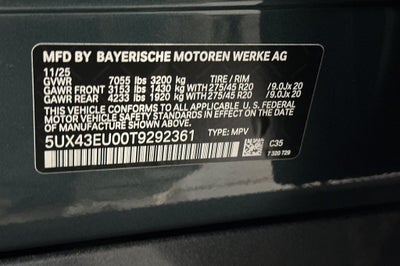 MFD BY BAYERISCHE MOTOREN WERKE AG
11/25
GVWR 7055 lbs 3200 kg TIRE / RIM
GAWR FRONT 3153 lbs 1430 kg WITH 275/45 R20 /9.0Jx 20
GAWR REAR 4233 lbs 1920 kg WITH 275/45 R20 /9.0Jx 20
THIS VEHICLE CONFORMS TO ALL APPLICABLE U. S. FEDERAL
MOTOR VEHICLE SAFETY STANDARDS IN EFFECT ON THE DATE
OF MANUFACTURE SHOWN ABOVE.
5UX43EU00T9292361 TYPE: MPV
C35
7 320 729